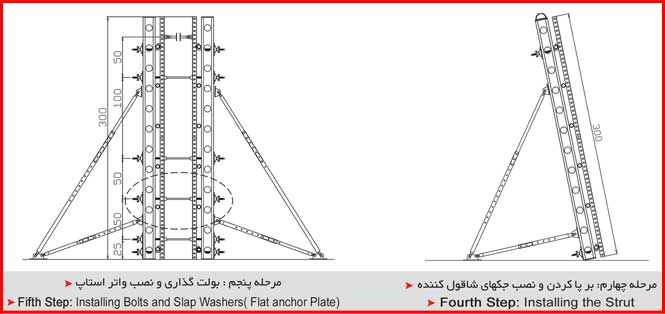 50
100
300
50
50
25
300
مرحله پنجم : بولت گذاری و نصب واتر استاپ
Fifth Step: Installing Bolts and Slap Washers( Flat anchor Plate)
مرحله چهارم: بر پا کردن و نصب جکهای شاقول کننده
Fourth Step: Installing the Strut